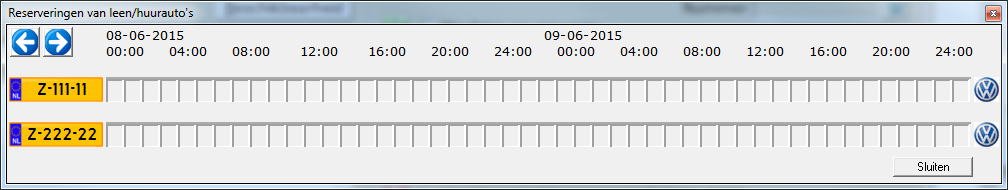 Reserveringen van leen/huurauto's
08-06-2015 09-06-2015
00:00 04:00 08:00 12:00 16:00 20:00 24:00 00:00 04:00 08:00 12:00 16:00 20:00 24:00
NL Z-111-11
NL Z-222-22
Sluiten